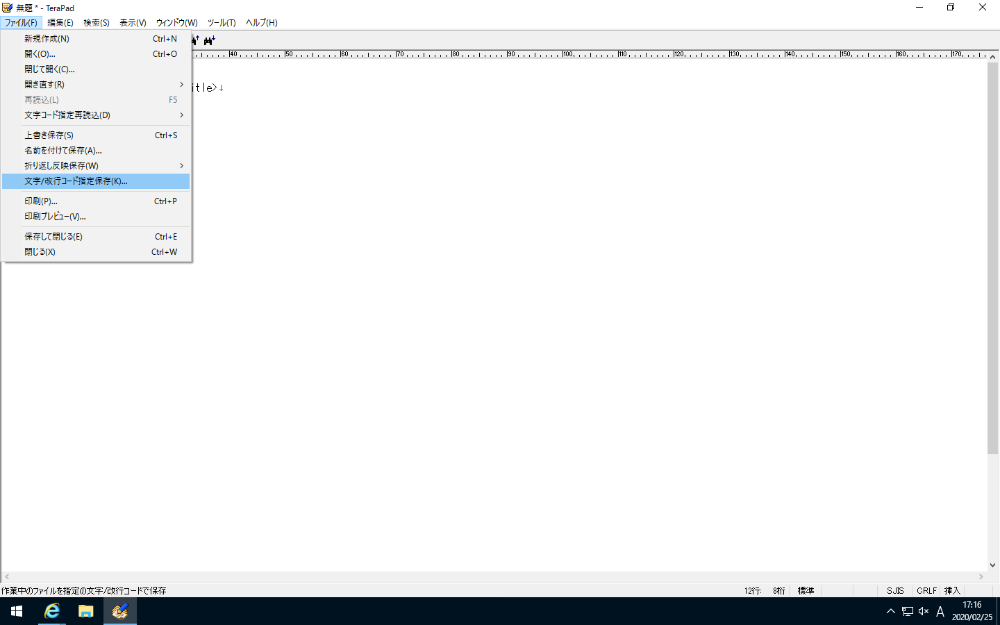 無題 * - TeraPad
ファイル(F) 編集(E) 検索(S) 表示(V) ウィンドウ(W) ツール(T) ヘルプ(H)
新規作成(N) Ctrl+N
開く(O)... Ctrl+O
閉じて開く(C)...
開き直す(R)
再読込(L) F5
文字コード指定再読込(D)
上書き保存(S) Ctrl+S
名前を付けて保存(A)...
折り返し反映保存(W)
文字/改行コード指定保存(K)...
印刷(P)... Ctrl+P
印刷プレビュー(V)...
保存して閉じる(E) Ctrl+E
閉じる(X) Ctrl+W
40 50 60 70 80 90 100 110 120 130 140 150 160 170
itle>↓
作業中のファイルを指定の文字/改行コードで保存 12行: 8桁 標準 SJIS CRLF 挿入
A 17:16
2020/02/25